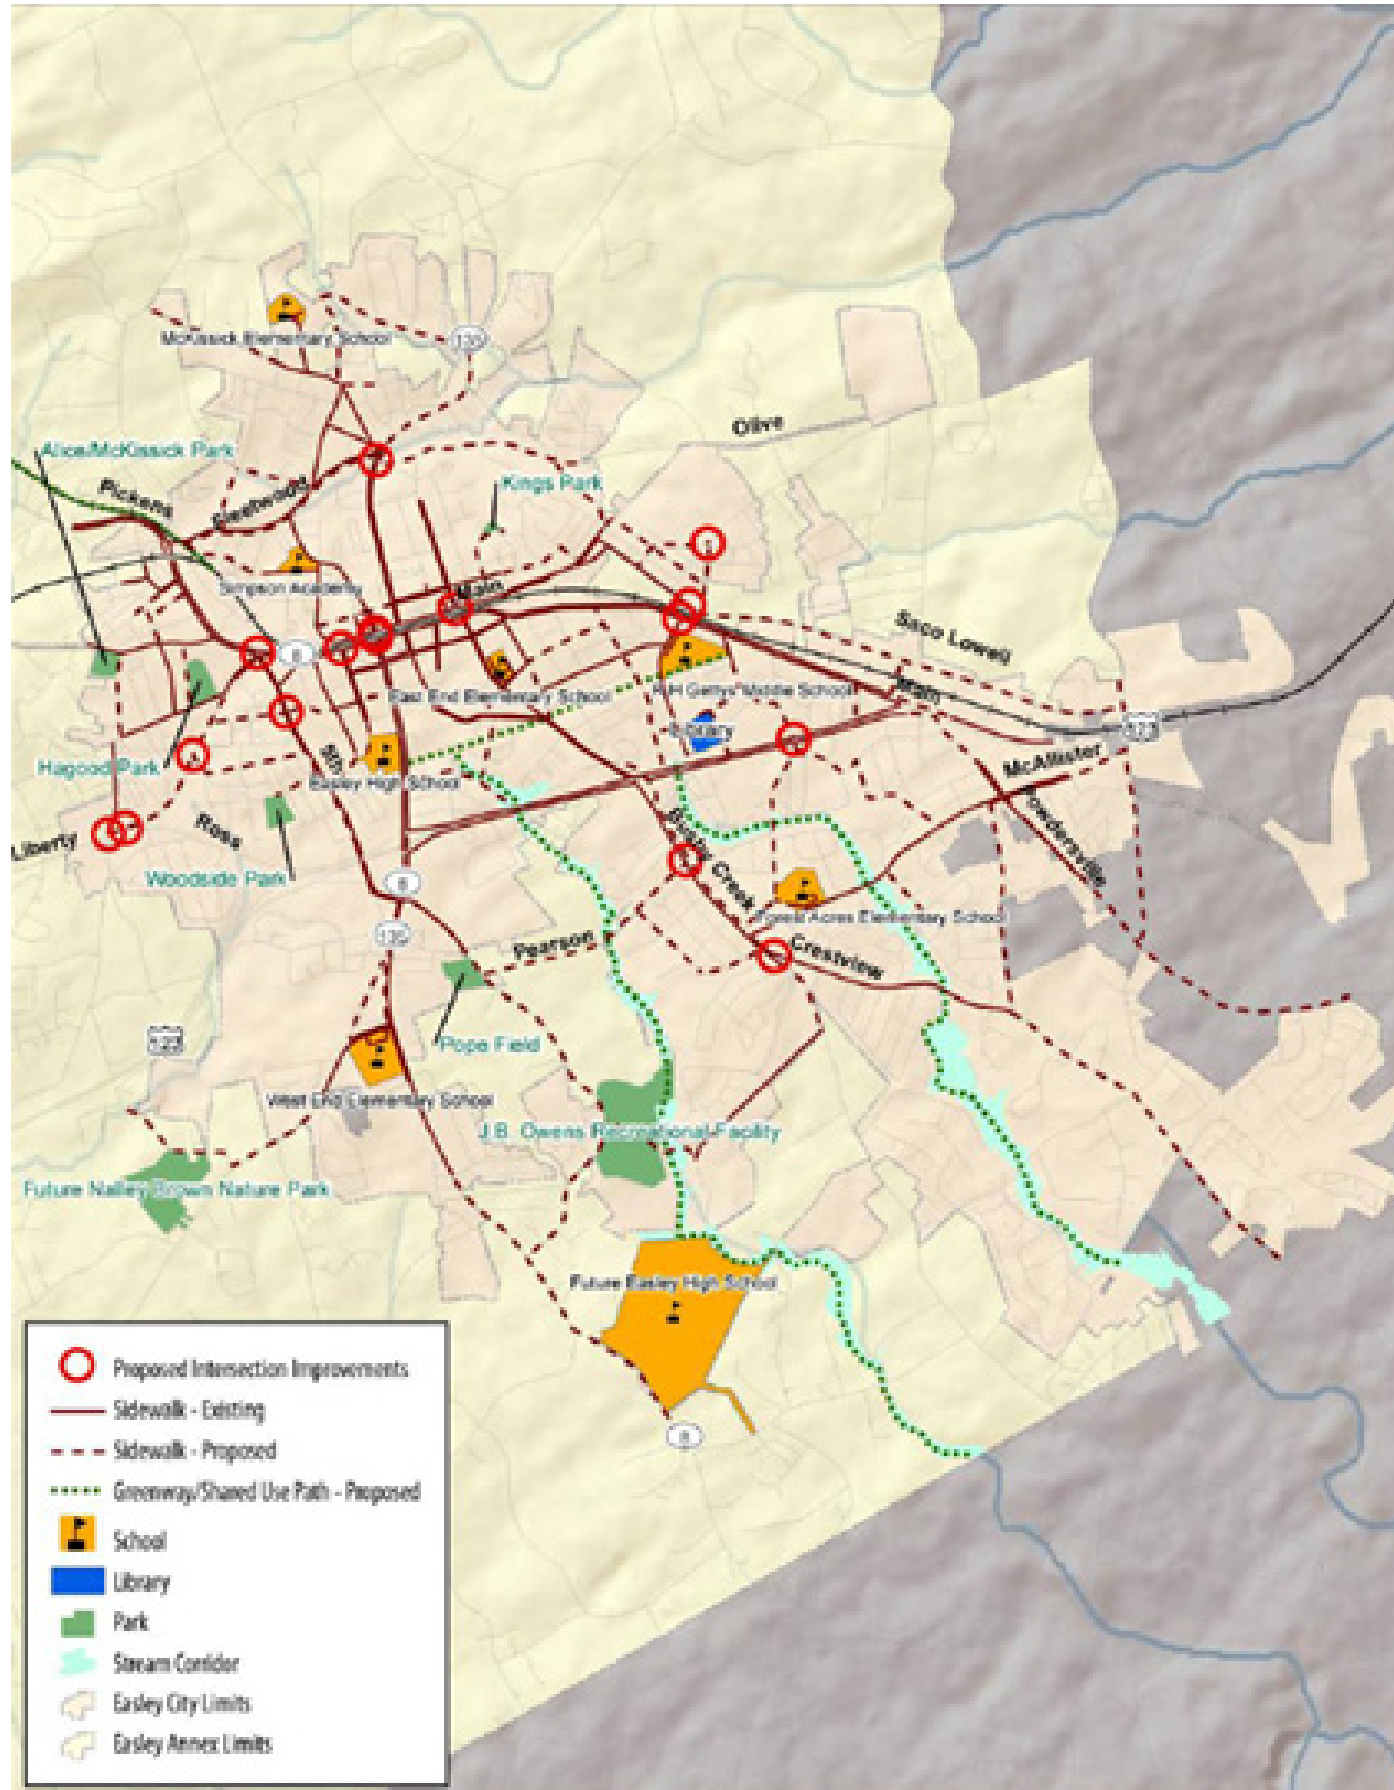 McKissick Elementary School
135
Olive
Alice/McKissick Park
Kings Park
Pickens
Fleetwood
Simpson Academy
Main
Saco Lowell
8
East End Elementary School
R H Gettys Middle School
Main
Library
123
McAllister
Hagood Park
5th
Easley High School
Powdersville
Ross
Liberty
Brushy Creek
Woodside Park
8
Forest Acres Elementary School
135
Pearson
Crestview
123
Pope Field
West End Elementary School
J.B. Owens Recreational Facility
Future Nalley Brown Nature Park
Future Easley High School
8
Proposed Intersection Improvements
Sidewalk - Existing
Sidewalk - Proposed
Greenway/Shared Use Path - Proposed
School
Library
Park
Stream Corridor
Easley City Limits
Easley Annex Limits